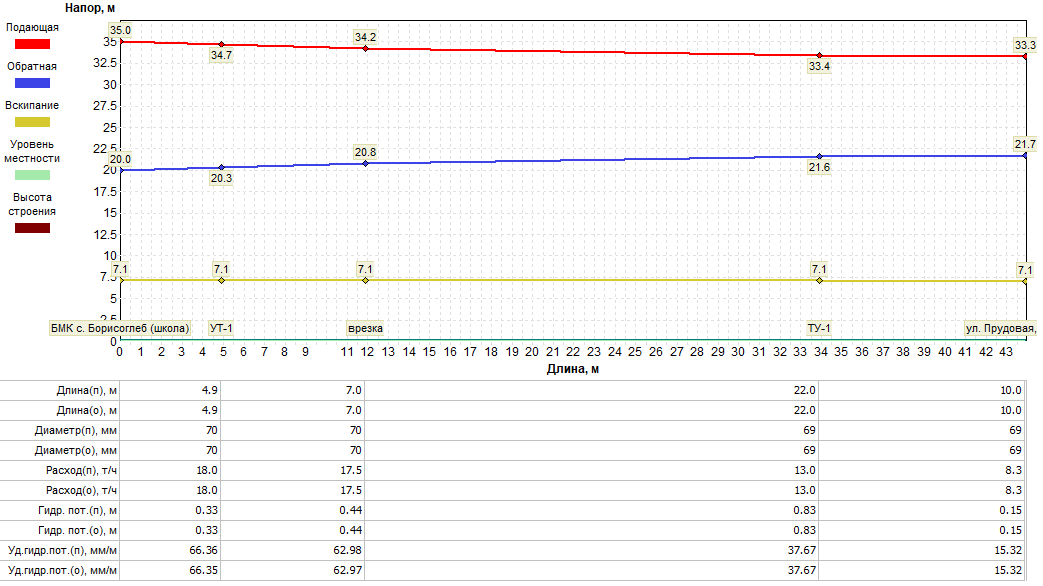 Напор, м
Подающая
Обратная
Вскипание
Уровень
местности
Высота
строения
35
32.5
30
27.5
25
22.5
20
17.5
15
12.5
10
7.5
5
2.5
0
35.0
34.7
34.2
33.4
33.3
20.0
20.3
20.8
21.6
21.7
7.1
7.1
7.1
7.1
7.1
БМК с. Борисоглеб (школа)
УТ-1
врезка
ТУ-1
ул. Прудовая,
0 1 2 3 4 5 6 7 8 9 11 12 13 14 15 16 17 18 19 20 21 22 23 24 25 26 27 28 29 30 31 32 33 34 35 36 37 38 39 40 41 42 43
Длина, м
Длина(п), м 4.9 7.0 22.0 10.0
Длина(о), м 4.9 7.0 22.0 10.0
Диаметр(п), мм 70 70 69 69
Диаметр(о), мм 70 70 69 69
Расход(п), т/ч 18.0 17.5 13.0 8.3
Расход(о), т/ч 18.0 17.5 13.0 8.3
Гидр. пот.(п), м 0.33 0.44 0.83 0.15
Гидр. пот.(о), м 0.33 0.44 0.83 0.15
Уд.гидр.пот.(п), мм/м 66.36 62.98 37.67 15.32
Уд.гидр.пот.(о), мм/м 66.35 62.97 37.67 15.32